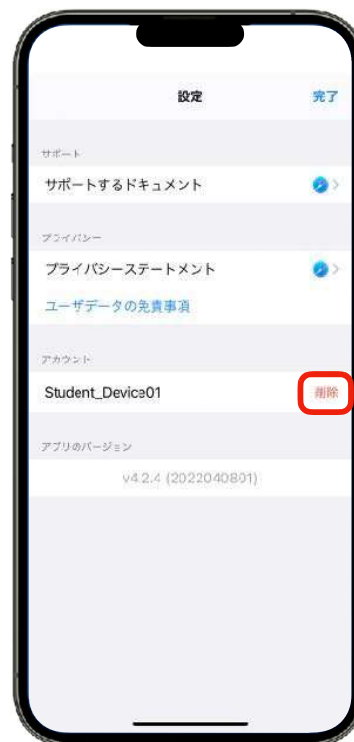 設定
完了
サポート
サポートするドキュメント
プライバシー
プライバシーステートメント
ユーザデータの免責事項
アカウント
Student_Device01
削除
アプリのバージョン
v4.2.4 (2022040801)